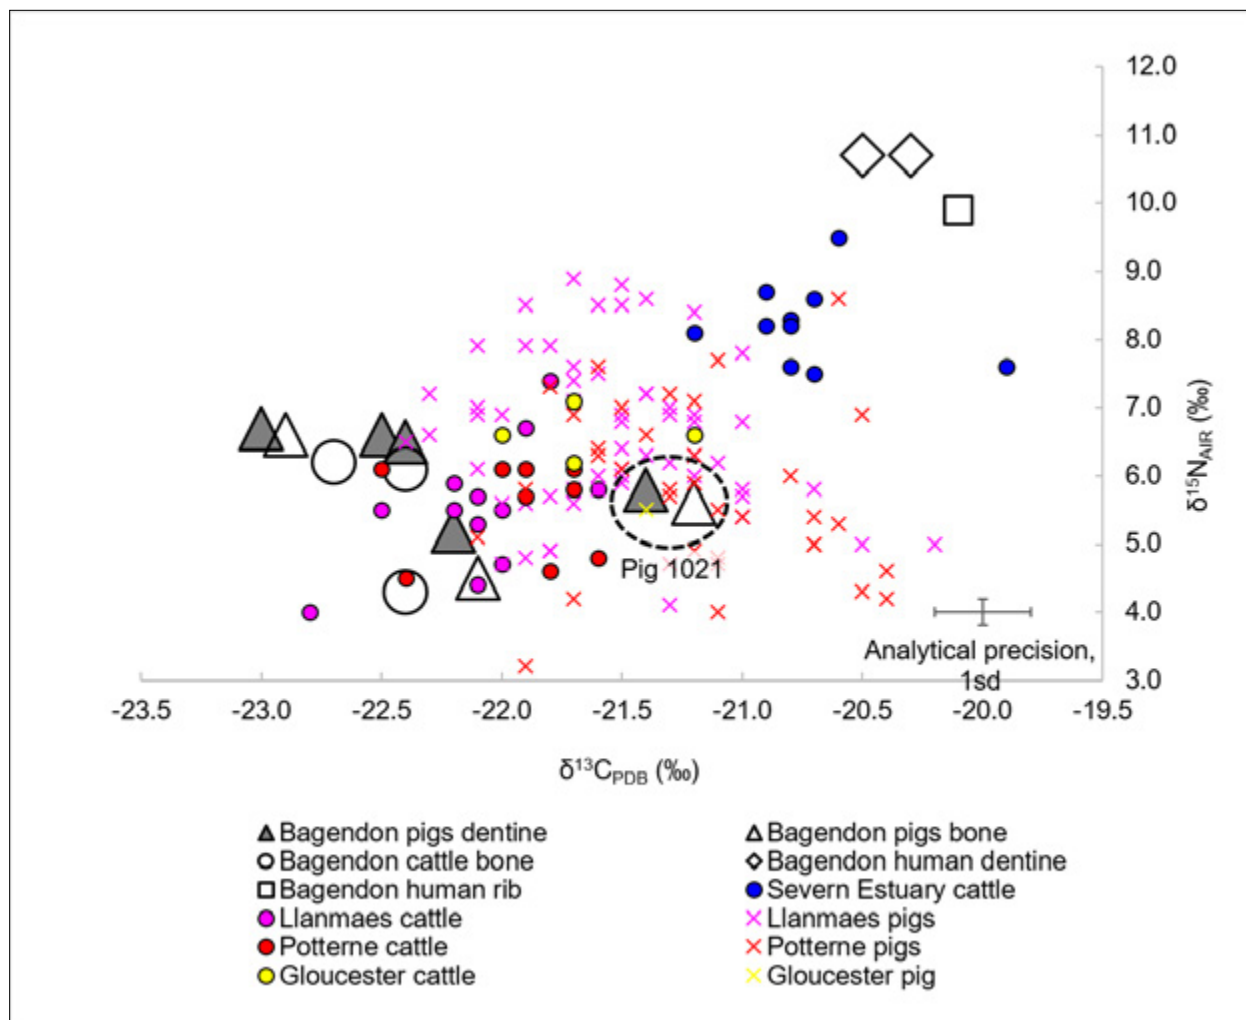 12.0
11.0
10.0
9.0
8.0
7.0
6.0
5.0
4.0
3.0
δ¹⁵N_AIR (‰)
Pig 1021
Analytical precision,
1sd
-23.5 -23.0 -22.5 -22.0 -21.5 -21.0 -20.5 -20.0 -19.5
δ¹³C_PDB (‰)
Bagendon pigs dentine Bagendon pigs bone
Bagendon cattle bone Bagendon human dentine
Bagendon human rib Severn Estuary cattle
Llanmaes cattle Llanmaes pigs
Potterne cattle Potterne pigs
Gloucester cattle Gloucester pig